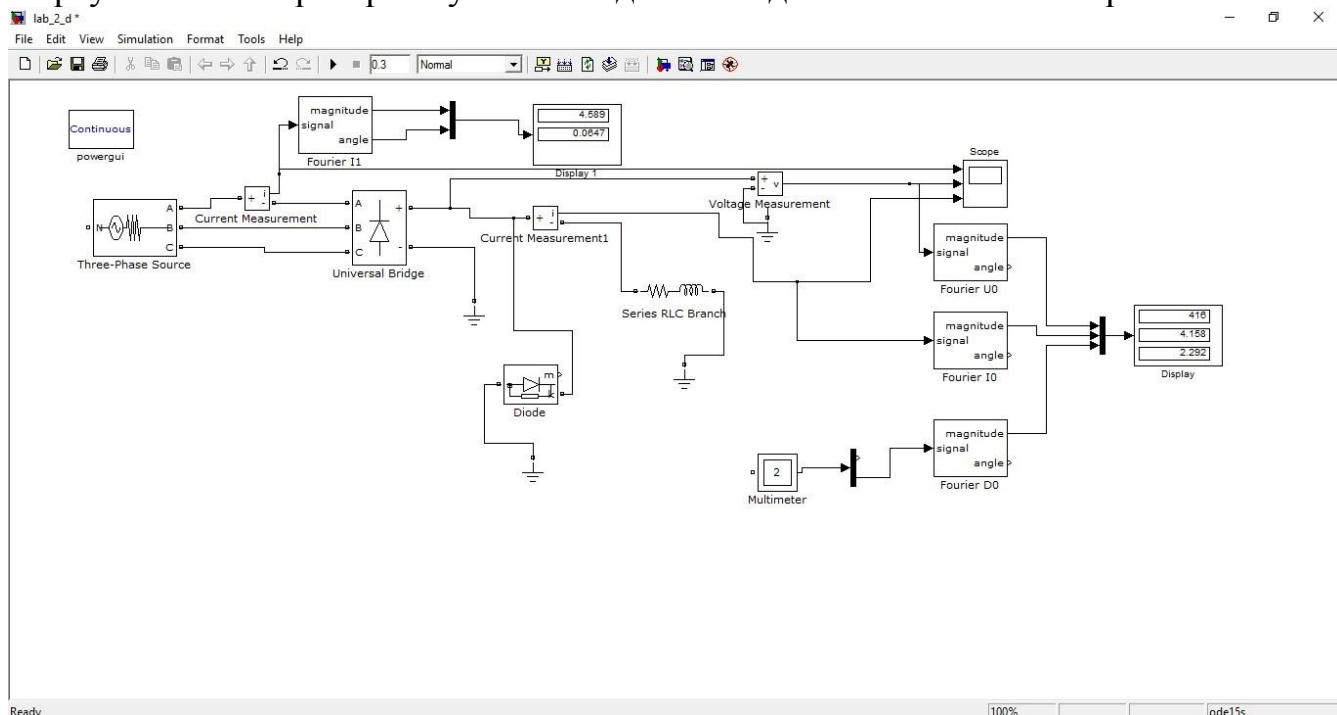 lab_2_d *
File Edit View Simulation Format Tools Help
0.3 Normal
Continuous
powergui
magnitude
signal
angle
Fourier I1
4.589
0.0647
Display 1
Scope
A
N
B
C
Three-Phase Source
+ i
-
Current Measurement
A +
B
C -
Universal Bridge
+ i
-
Current Measurement1
+ v
-
Voltage Measurement
Series RLC Branch
m
k
Diode
magnitude
signal
angle
Fourier U0
magnitude
signal
angle
Fourier I0
416
4.158
2.292
Display
magnitude
signal
angle
Fourier D0
2
Multimeter
Ready 100% ode15s